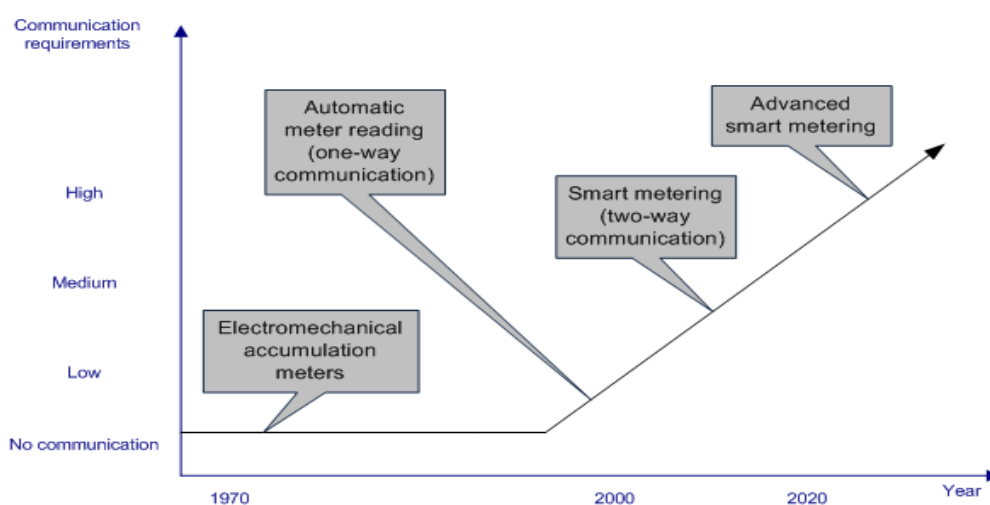 Communication
requirements
Automatic
meter reading
(one-way
communication)
Advanced
smart metering
High
Smart metering
(two-way
communication)
Medium
Electromechanical
accumulation
meters
Low
No communication
1970
2000
2020
Year